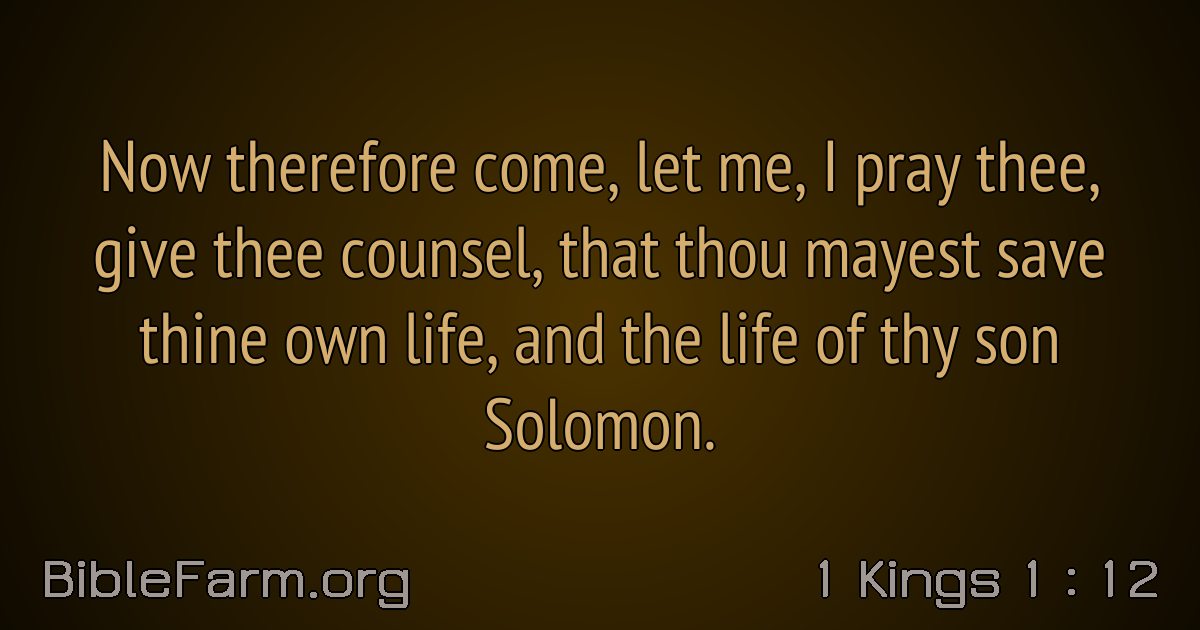 Now therefore come, let me, I pray thee,
give thee counsel, that thou mayest save
thine own life, and the life of thy son
Solomon.
BibleFarm.org
1 Kings 1 : 12